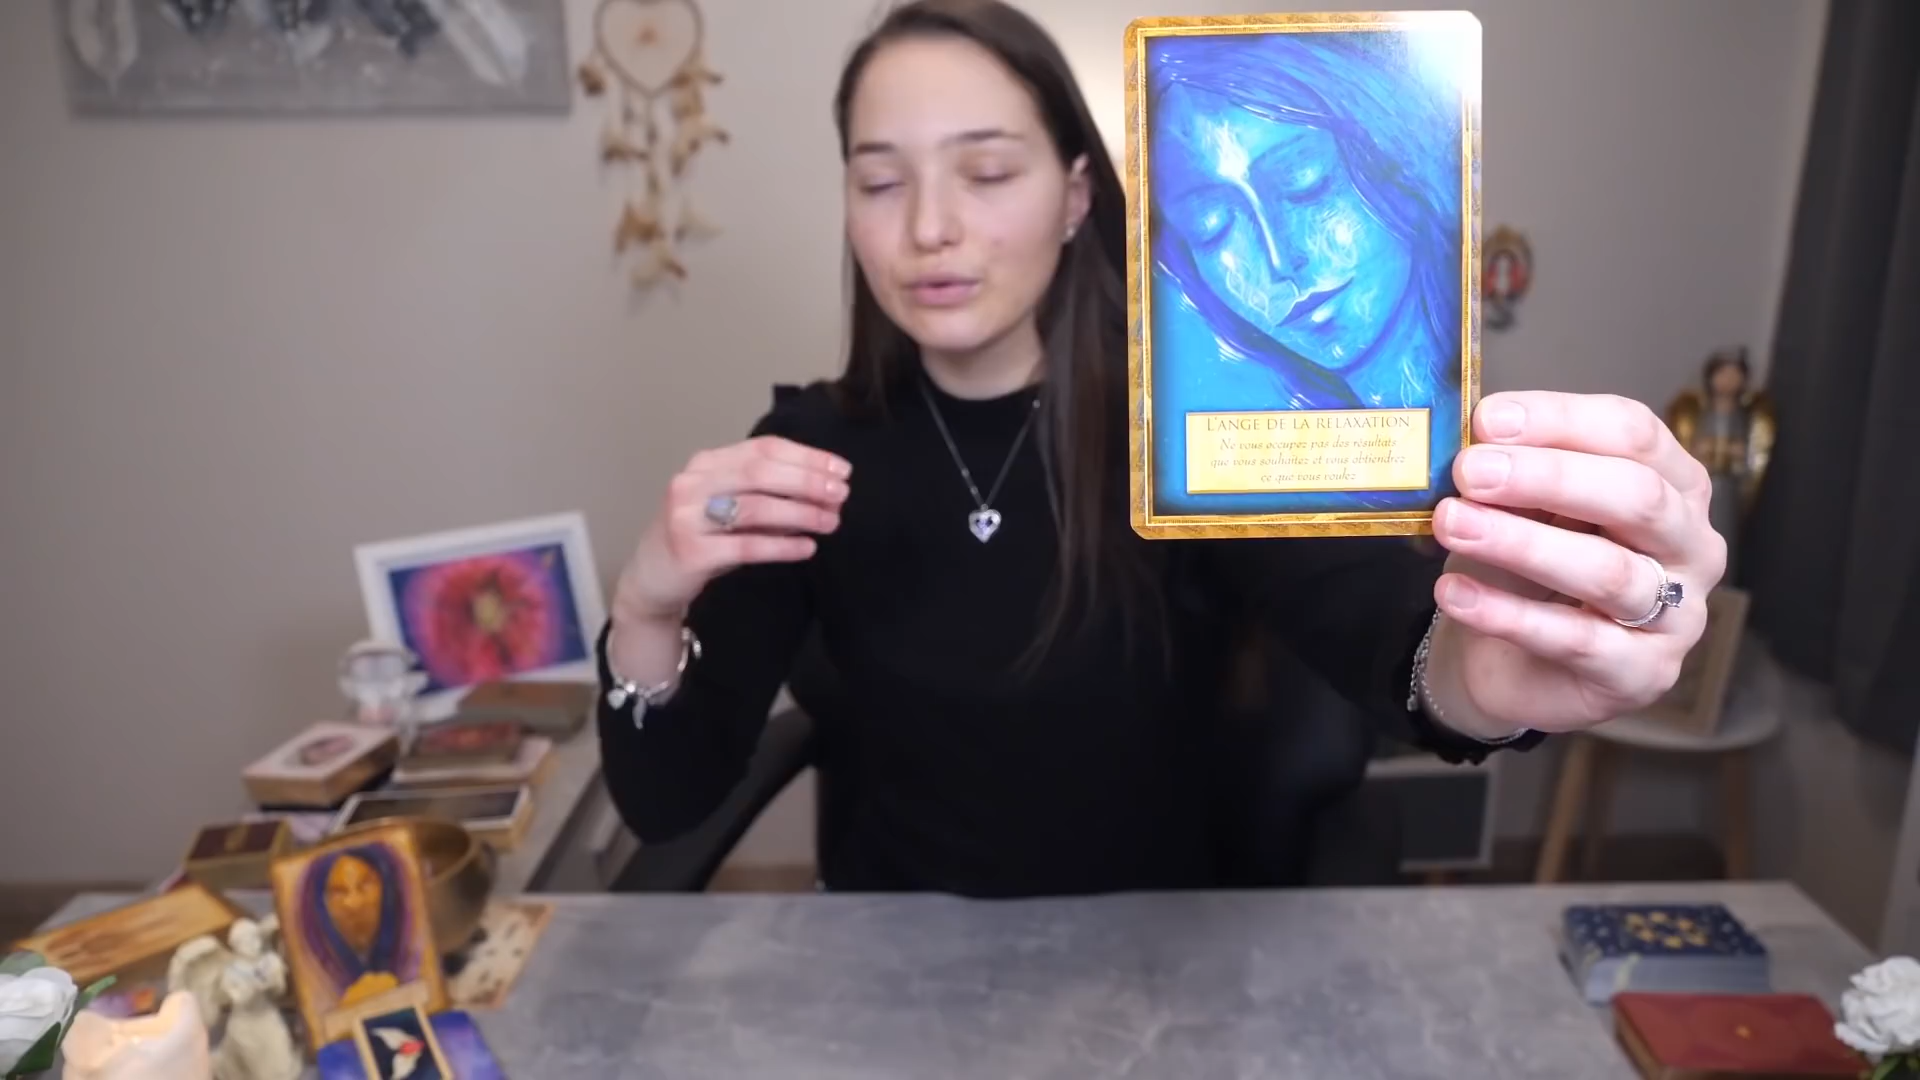 L'ANGE DE LA RELAXATION
Ne vous occupez pas des résultats
que vous souhaitez et vous obtiendrez
ce que vous voulez